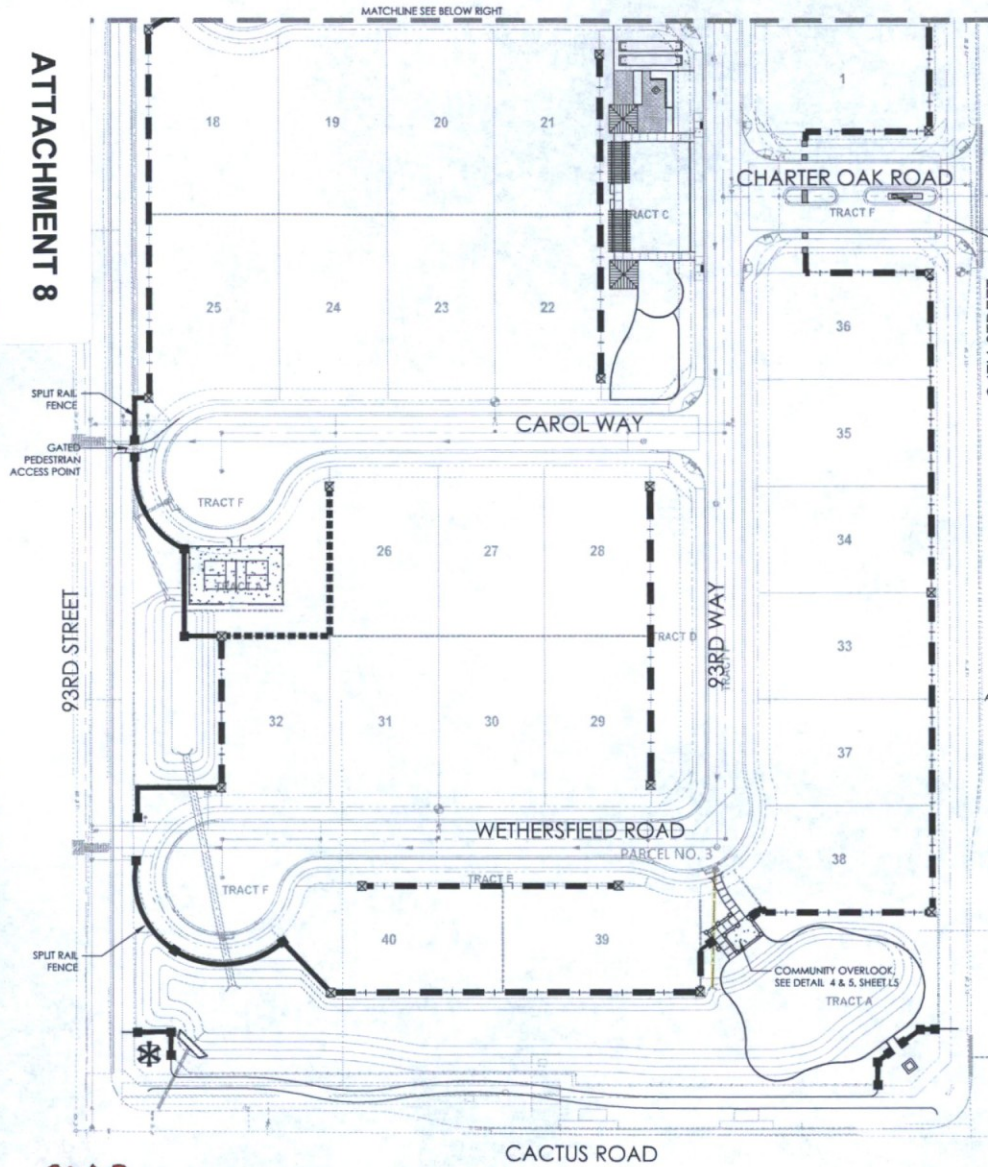 MATCHLINE SEE BELOW RIGHT
ATTACHMENT 8
18
19
20
21
1
CHARTER OAK ROAD
TRACT F
TRACT C
25
24
23
22
36
SPLIT RAIL
FENCE
CAROL WAY
35
GATED
PEDESTRIAN
ACCESS POINT
TRACT F
26
27
28
34
TRACT A
93RD STREET
93RD WAY
TRACT D
33
32
31
30
29
37
WETHERSFIELD ROAD
PARCEL NO. 3
38
TRACT F
TRACT E
40
39
SPLIT RAIL
FENCE
COMMUNITY OVERLOOK,
SEE DETAIL 4 & 5, SHEET L5
TRACT A
CACTUS ROAD